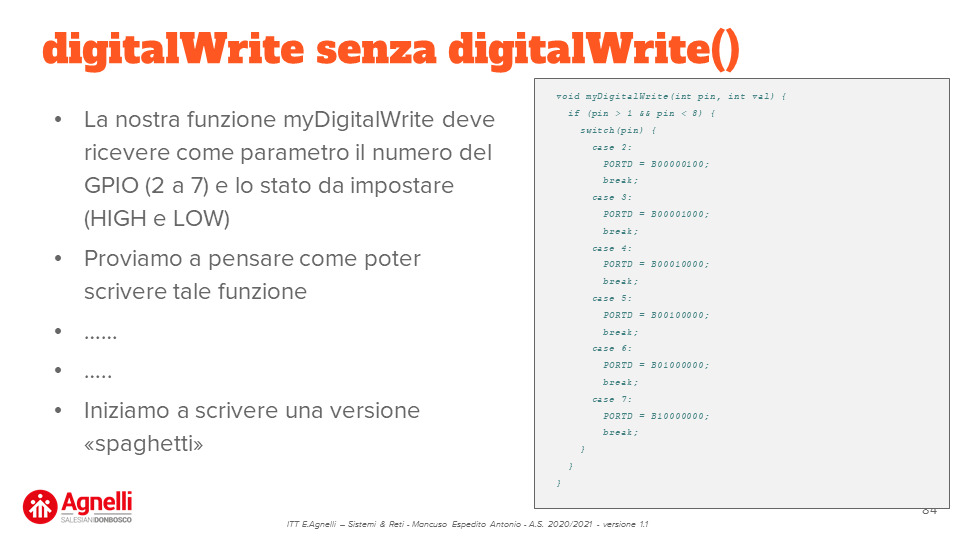 digitalWrite senza digitalWrite()
• La nostra funzione myDigitalWrite deve
ricevere come parametro il numero del
GPIO (2 a 7) e lo stato da impostare
(HIGH e LOW)
• Proviamo a pensare come poter
scrivere tale funzione
• ……
• …..
• Iniziamo a scrivere una versione
«spaghetti»
void myDigitalWrite(int pin, int val) {
if (pin > 1 && pin < 8) {
switch(pin) {
case 2:
PORTD = B00000100;
break;
case 3:
PORTD = B00001000;
break;
case 4:
PORTD = B00010000;
break;
case 5:
PORTD = B00100000;
break;
case 6:
PORTD = B01000000;
break;
case 7:
PORTD = B10000000;
break;
}
}
}
Agnelli
SALESIANI DONBOSCO
ITT E.Agnelli – Sistemi & Reti - Mancuso Espedito Antonio - A.S. 2020/2021 - versione 1.1
84